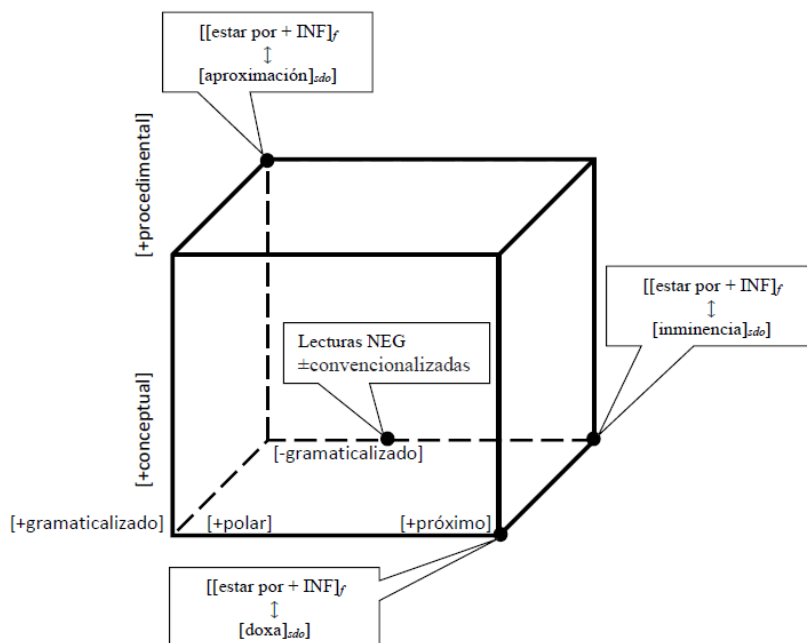 [[estar por + INF]f
↕
[aproximación]sdo]
[+procedimental]
[[estar por + INF]f
↕
[inminencia]sdo]
Lecturas NEG
±convencionalizadas
[+conceptual]
[-gramaticalizado]
[+gramaticalizado]
[+polar]
[+próximo]
[[estar por + INF]f
↕
[doxa]sdo]